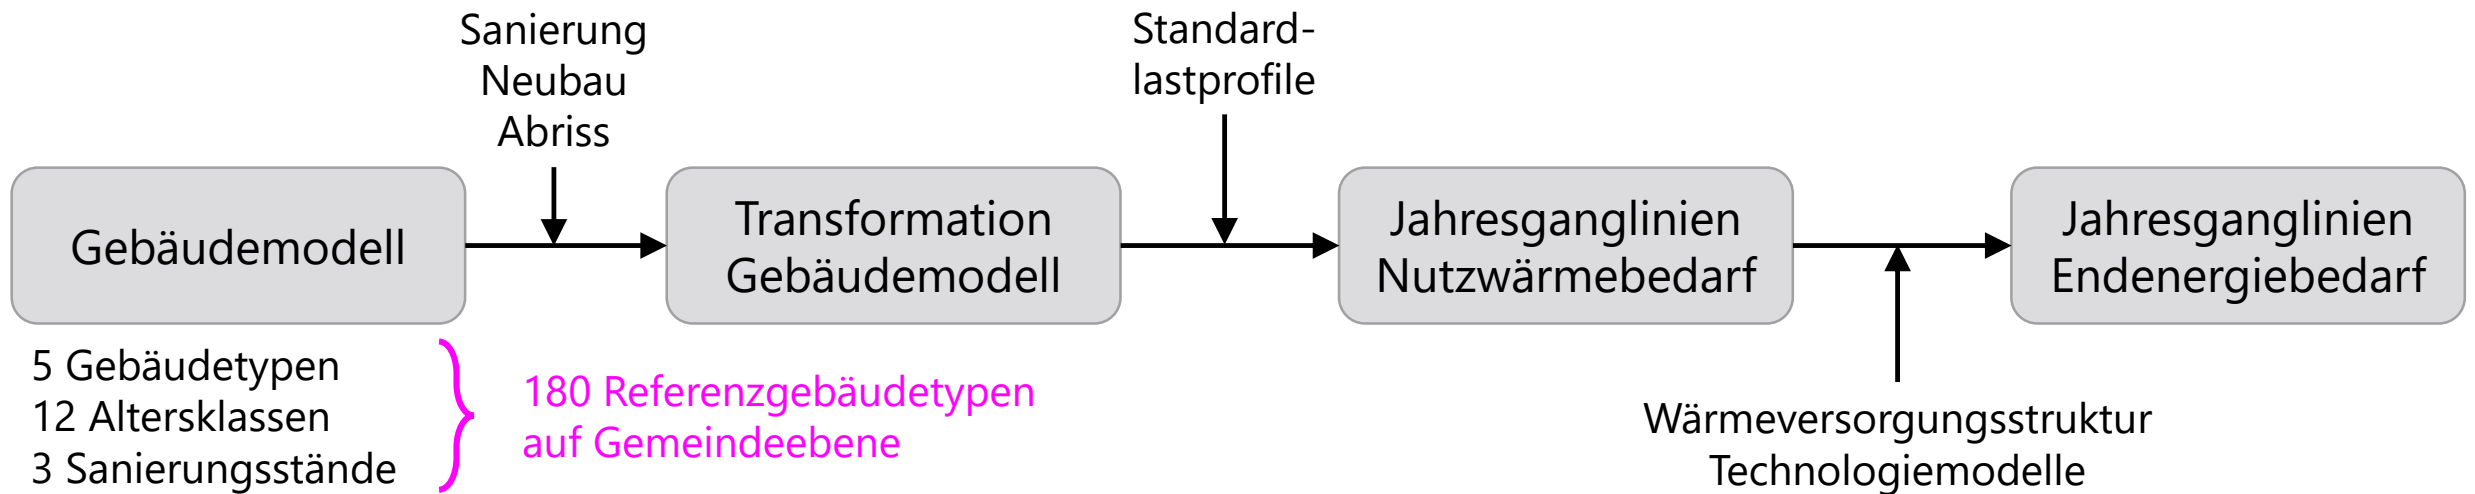 Sanierung
Neubau
Abriss
Standard-
lastprofile
Gebäudemodell
Transformation
Gebäudemodell
Jahresganglinien
Nutzwärmebedarf
Jahresganglinien
Endenergiebedarf
5 Gebäudetypen
12 Altersklassen
3 Sanierungsstände
180 Referenzgebäudetypen
auf Gemeindeebene
Wärmeversorgungsstruktur
Technologiemodelle